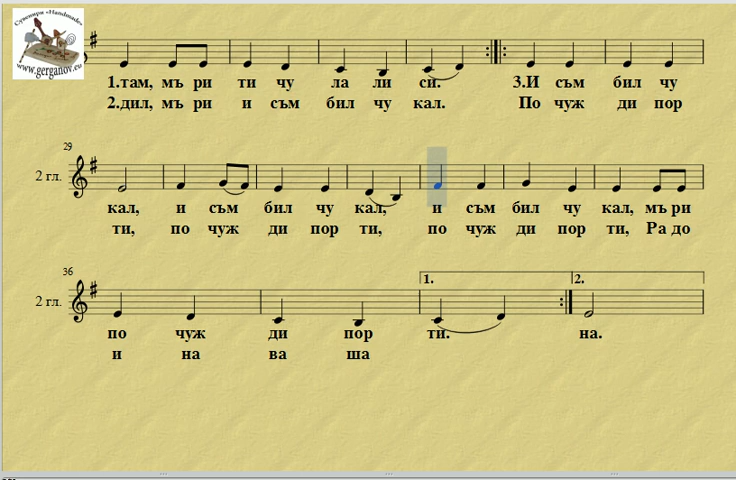 Сувенири «Handmade»
www.gerganov.eu
1.там, мъ ри ти чу ла ли си. 3.И съм бил чу
2.дил, мъ ри и съм бил чу кал. По чуж ди пор
29
2 гл.
кал, и съм бил чу кал, и съм бил чу кал, мъ ри
ти, по чуж ди пор ти, по чуж ди пор ти, Ра до
36
2 гл.
1. 2.
по чуж ди пор ти. на.
и на ва ша